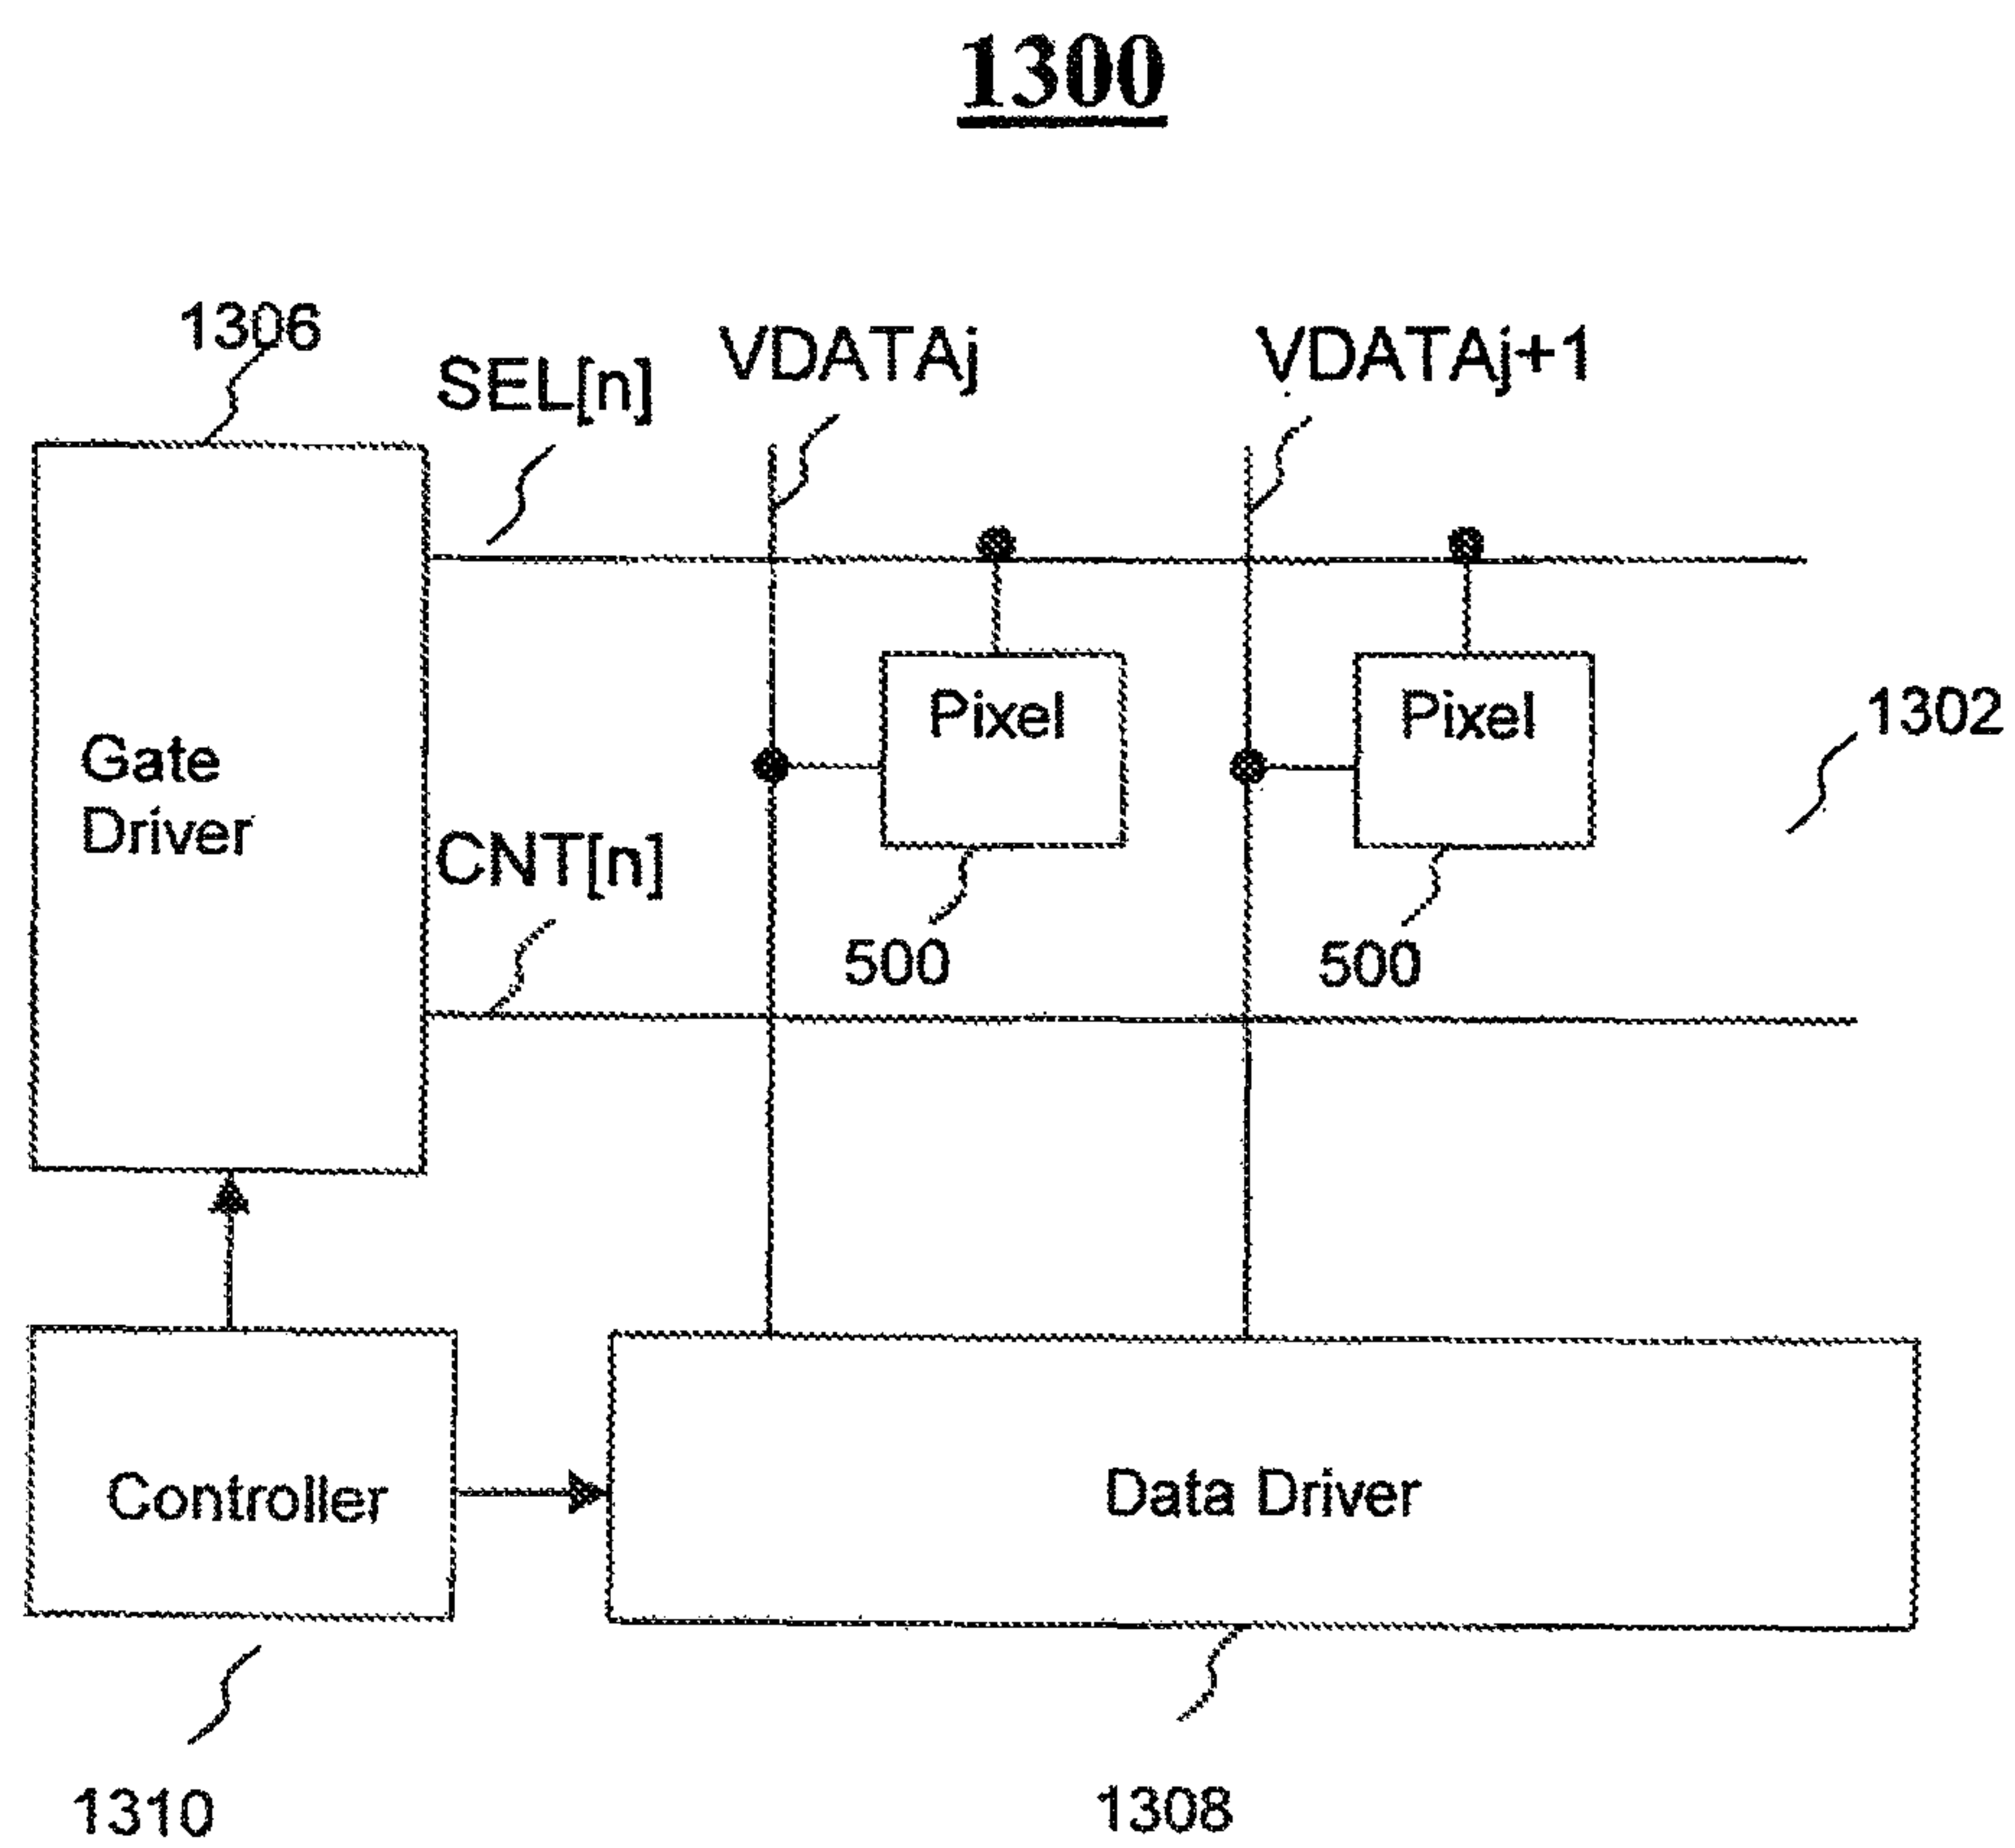 1300
1306
SEL[n]
VDATAj
VDATAj+1
Pixel
Pixel
1302
Gate
Driver
CNT[n]
500
500
Controller
Data Driver
1310
1308